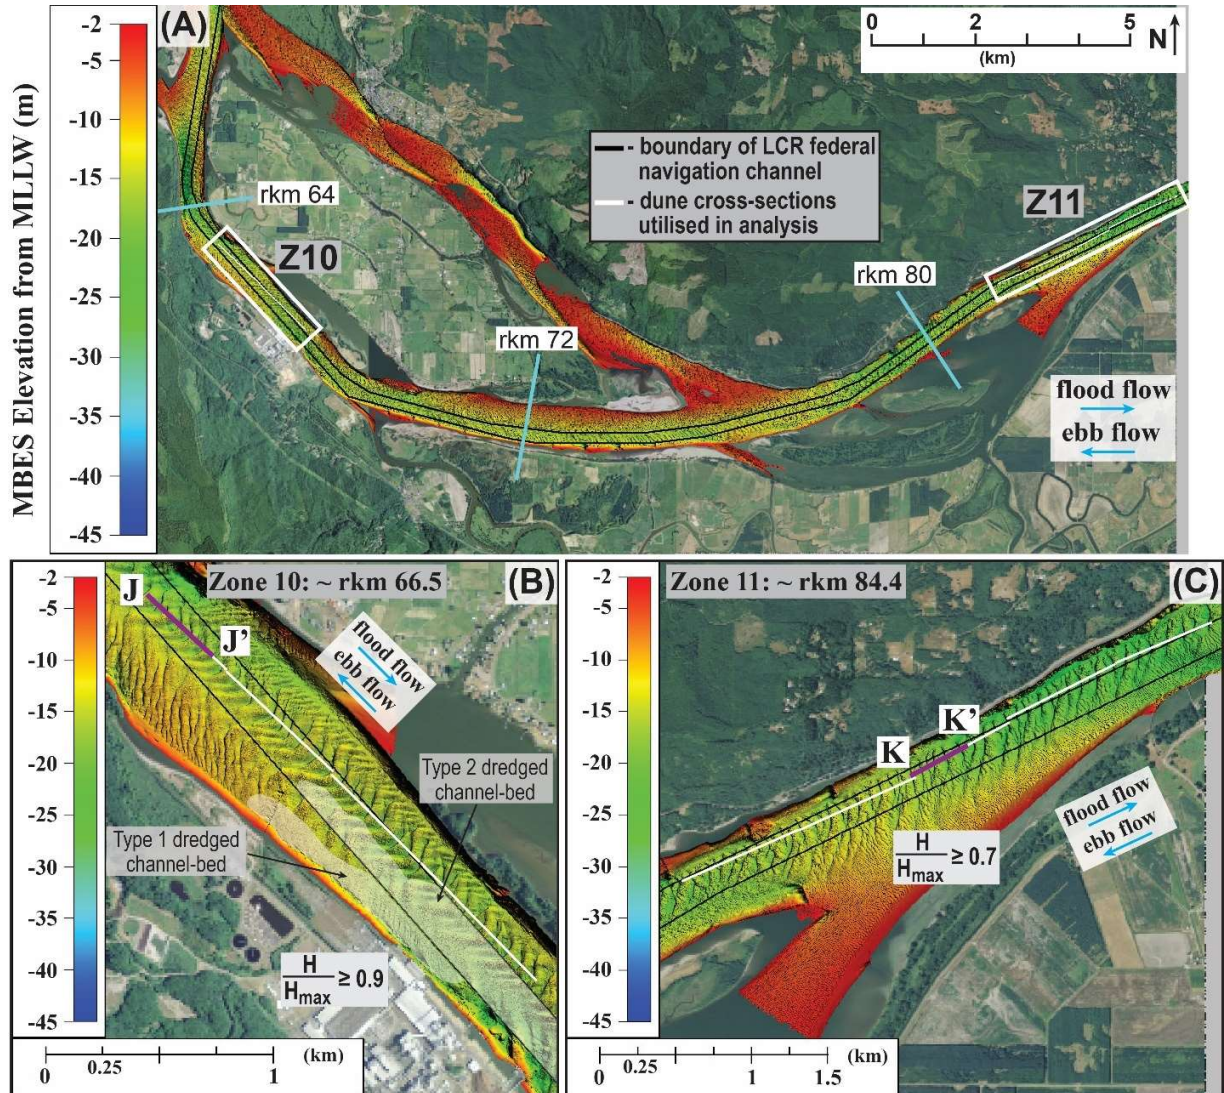 MBES Elevation from MLLW (m)
-2
-5
-10
-15
-20
-25
-30
-35
-40
-45
(A)
0 2 5
(km)
N
- boundary of LCR federal
navigation channel
- dune cross-sections
utilised in analysis
rkm 64
Z10
rkm 72
rkm 80
Z11
flood flow
ebb flow
-2
-5
-10
-15
-20
-25
-30
-35
-40
-45
Zone 10: ~ rkm 66.5
(B)
J
J’
flood flow
ebb flow
Type 2 dredged
channel-bed
Type 1 dredged
channel-bed
H
Hmax ≥ 0.9
0 0.25 1 (km)
-2
-5
-10
-15
-20
-25
-30
-35
-40
-45
Zone 11: ~ rkm 84.4
(C)
K
K’
flood flow
ebb flow
H
Hmax ≥ 0.7
0 0.25 1 1.5 (km)